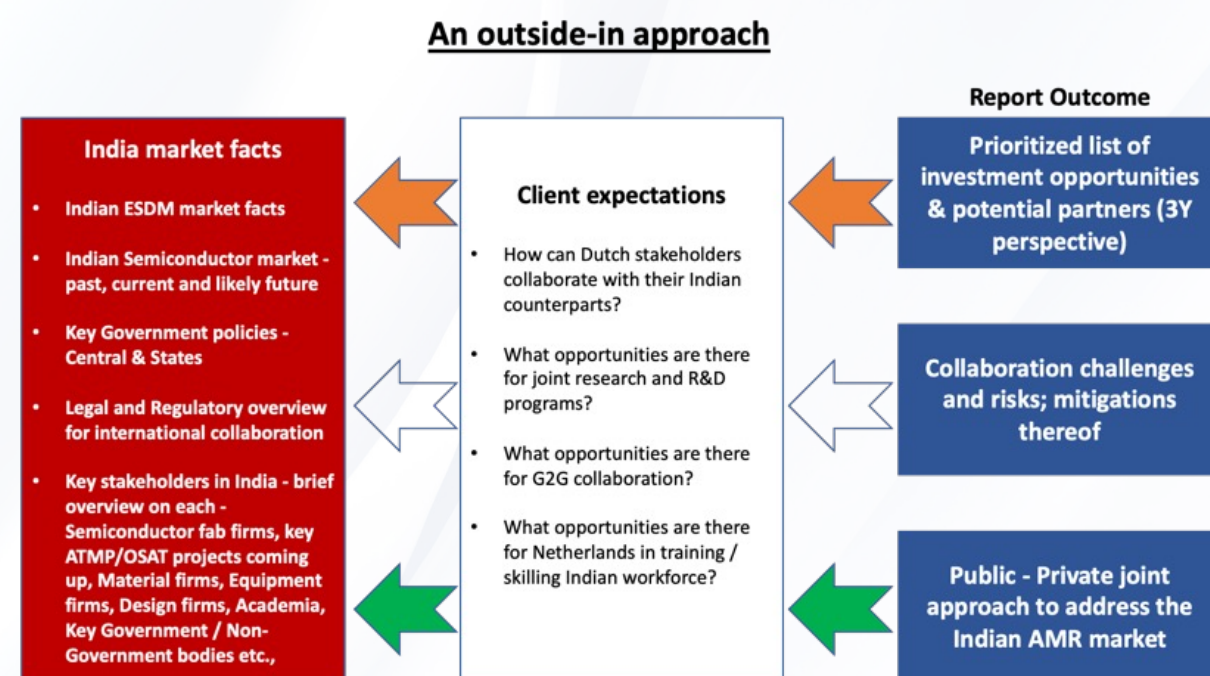 An outside-in approach
India market facts
• Indian ESDM market facts
• Indian Semiconductor market -
past, current and likely future
• Key Government policies -
Central & States
• Legal and Regulatory overview
for international collaboration
• Key stakeholders in India - brief
overview on each -
Semiconductor fab firms, key
ATMP/OSAT projects coming
up, Material firms, Equipment
firms, Design firms, Academia,
Key Government / Non-
Government bodies etc.,
Client expectations
• How can Dutch stakeholders
collaborate with their Indian
counterparts?
• What opportunities are there
for joint research and R&D
programs?
• What opportunities are there
for G2G collaboration?
• What opportunities are there
for Netherlands in training /
skilling Indian workforce?
Report Outcome
Prioritized list of
investment opportunities
& potential partners (3Y
perspective)
Collaboration challenges
and risks; mitigations
thereof
Public - Private joint
approach to address the
Indian AMR market